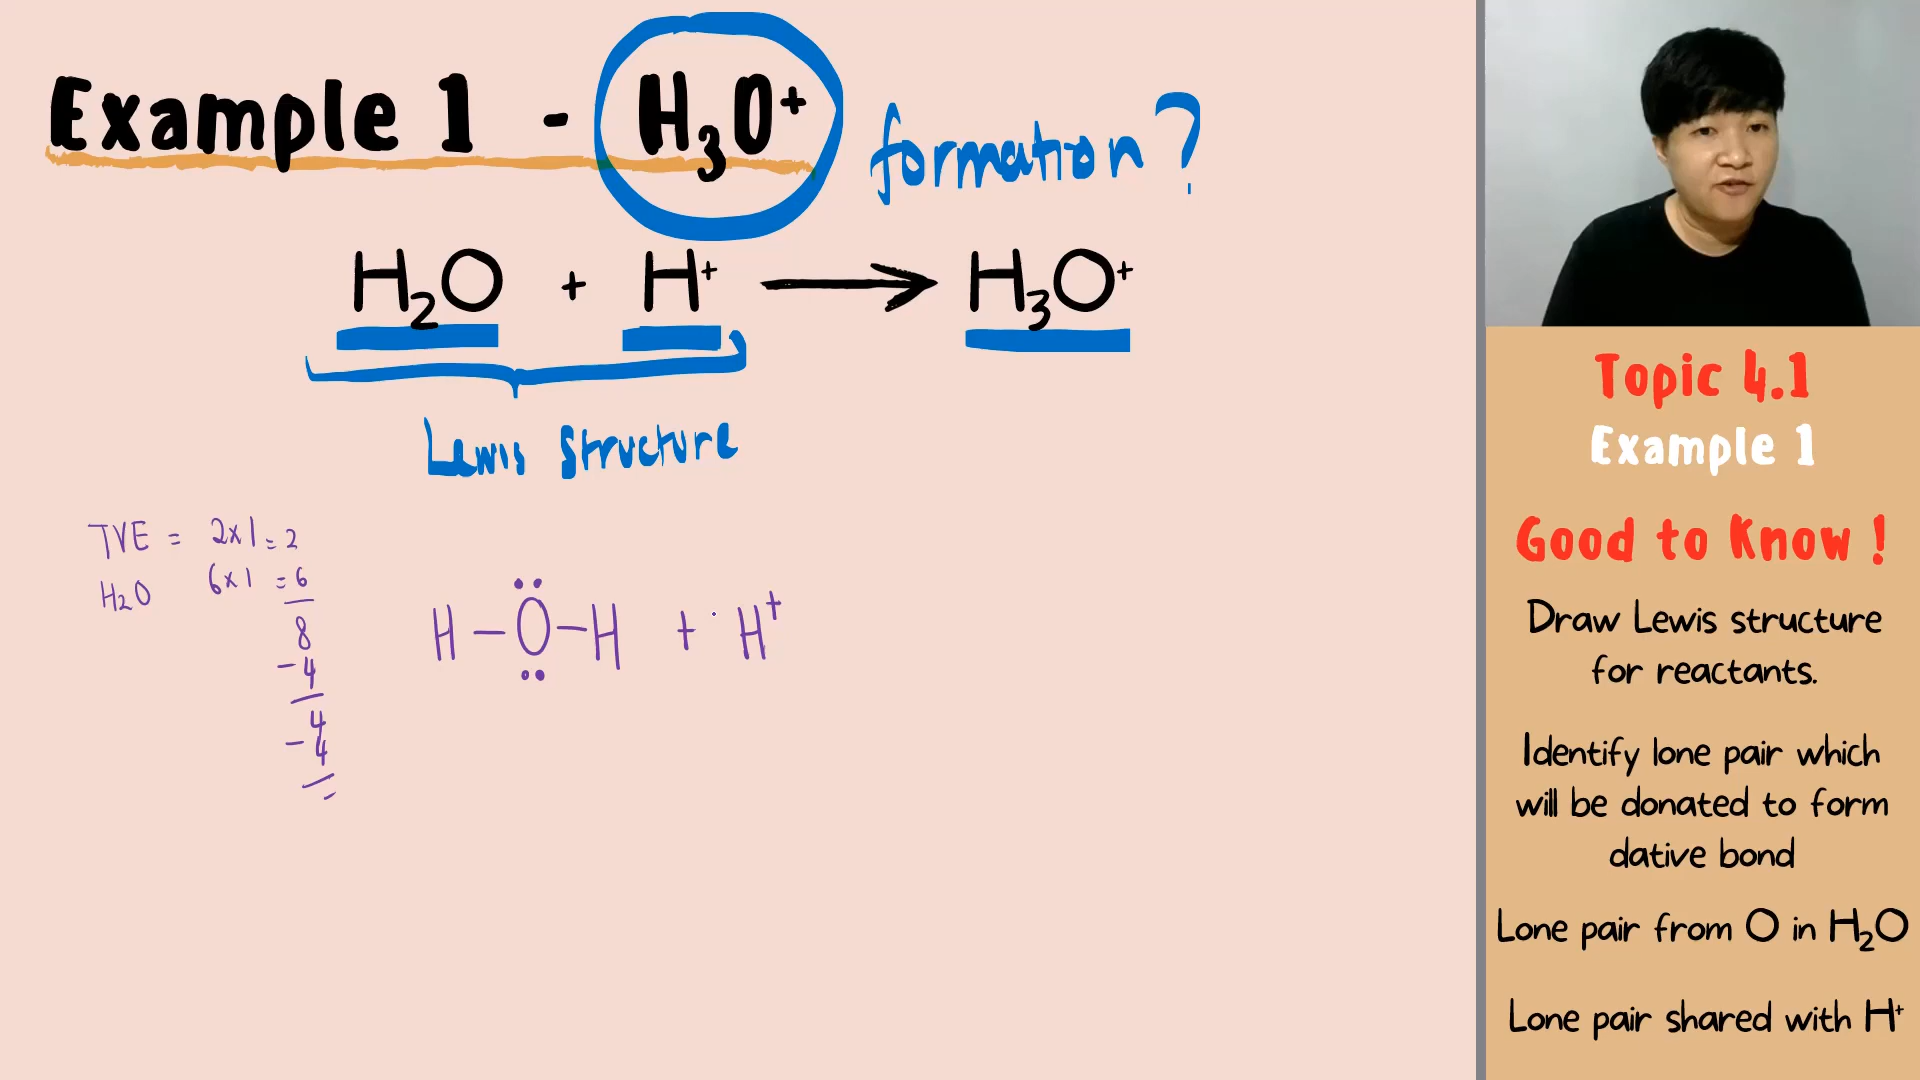 Example 1 - H₃O⁺ formation?
H₂O + H⁺ → H₃O⁺
Lewis Structure
TVE = 2x1 = 2
H₂O 6x1 = 6
8
-4
4
-4
H - O - H + H⁺
Topic 4.1
Example 1
Good to Know !
Draw Lewis structure
for reactants.
Identify lone pair which
will be donated to form
dative bond
Lone pair from O in H₂O
Lone pair shared with H⁺